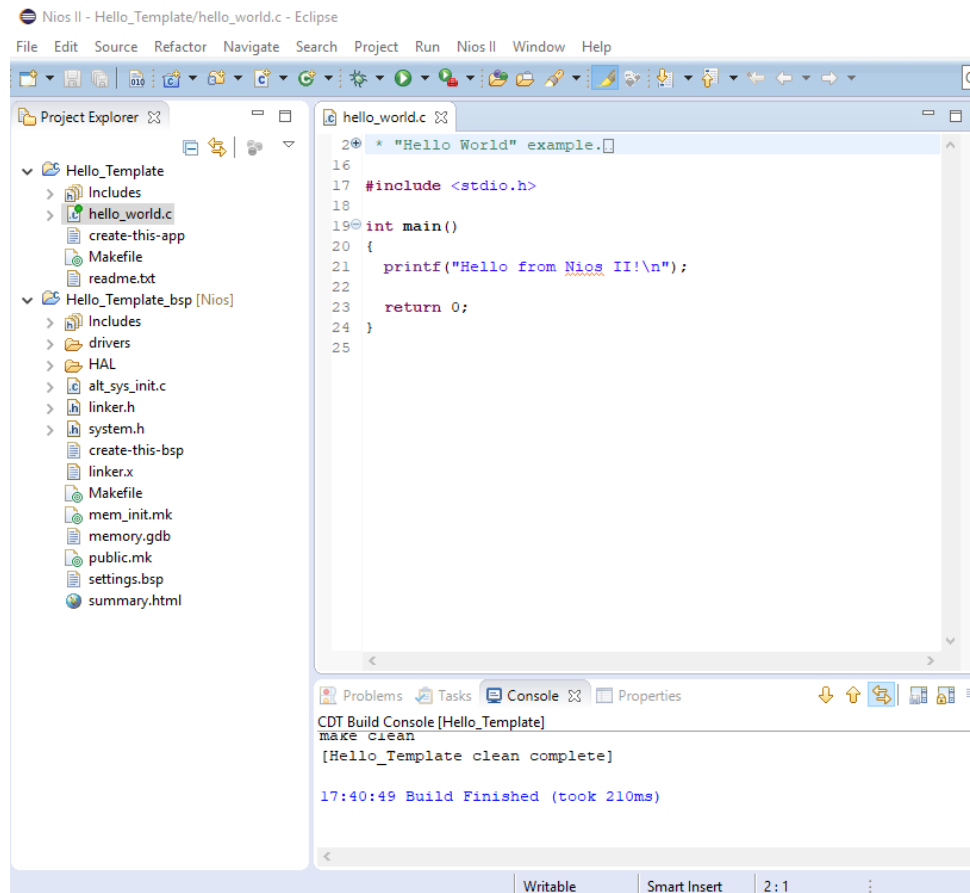 Nios II - Hello_Template/hello_world.c - Eclipse
File Edit Source Refactor Navigate Search Project Run Nios II Window Help
Project Explorer
Hello_Template
Includes
hello_world.c
create-this-app
Makefile
readme.txt
Hello_Template_bsp [Nios]
Includes
drivers
HAL
alt_sys_init.c
linker.h
system.h
create-this-bsp
linker.x
Makefile
mem_init.mk
memory.gdb
public.mk
settings.bsp
summary.html
hello_world.c
2 * "Hello World" example.
16
17 #include <stdio.h>
18
19 int main()
20 {
21 printf("Hello from Nios II!\n");
22
23 return 0;
24 }
25
Problems Tasks Console Properties
CDT Build Console [Hello_Template]
make clean
[Hello_Template clean complete]
17:40:49 Build Finished (took 210ms)
Writable Smart Insert 2 : 1